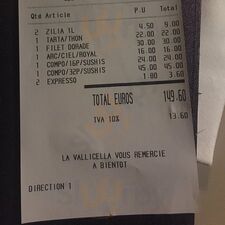 Qté Article P.U Total
2 ZILIA 1L 4.50 9.00
1 TARTA/THON 22.00 22.00
1 FILET DORADE 30.00 30.00
1 ARC/CIEL/ROYAL 16.00 16.00
1 COMPO/16P/SUSHIS 24.00 24.00
1 COMPO/32P/SUSHIS 45.00 45.00
2 EXPRESSO 1.80 3.60
TOTAL EUROS 149.60
TVA 10% 13.60
LA VALLICELLA VOUS REMERCIE
A BIENTOT
DIRECTION 1